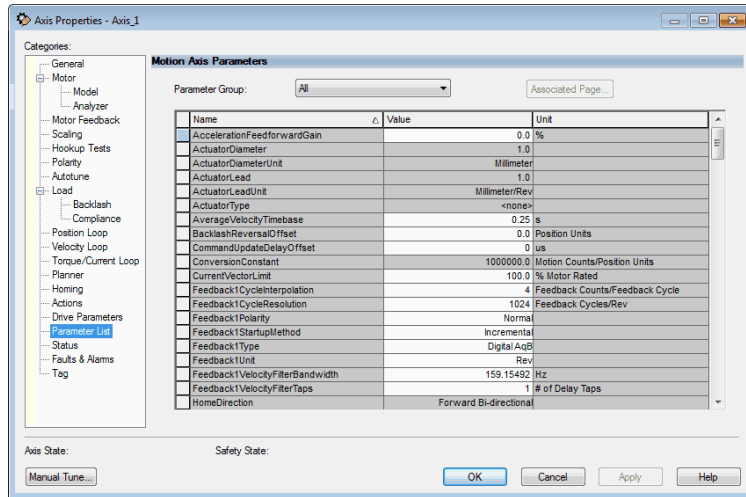 Axis Properties - Axis_1
Categories:
General
Motor
Model
Analyzer
Motor Feedback
Scaling
Hookup Tests
Polarity
Autotune
Load
Backlash
Compliance
Position Loop
Velocity Loop
Torque/Current Loop
Planner
Homing
Actions
Drive Parameters
Parameter List
Status
Faults & Alarms
Tag
Motion Axis Parameters
Parameter Group: All Associated Page...
Name Value Unit
AccelerationFeedforwardGain 0.0 %
ActuatorDiameter 1.0
ActuatorDiameterUnit Millimeter
ActuatorLead 1.0
ActuatorLeadUnit Millimeter/Rev
ActuatorType <none>
AverageVelocityTimebase 0.25 s
BacklashReversalOffset 0.0 Position Units
CommandUpdateDelayOffset 0 us
ConversionConstant 1000000.0 Motion Counts/Position Units
CurrentVectorLimit 100.0 % Motor Rated
Feedback1CycleInterpolation 4 Feedback Counts/Feedback Cycle
Feedback1CycleResolution 1024 Feedback Cycles/Rev
Feedback1Polarity Normal
Feedback1StartupMethod Incremental
Feedback1Type Digital AqB
Feedback1Unit Rev
Feedback1VelocityFilterBandwidth 159.15492 Hz
Feedback1VelocityFilterTaps 1 # of Delay Taps
HomeDirection Forward Bi-directional
Axis State: Safety State:
Manual Tune... OK Cancel Apply Help